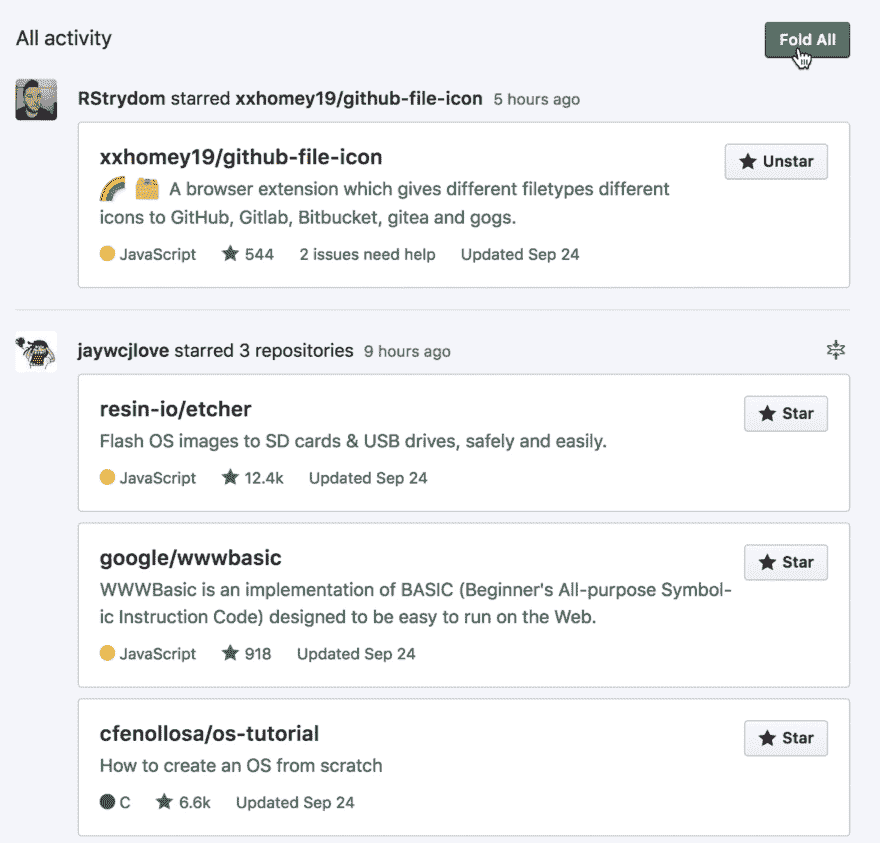 All activity
Fold All
RStrydom starred xxhomey19/github-file-icon 5 hours ago
xxhomey19/github-file-icon
Unstar
A browser extension which gives different filetypes different
icons to GitHub, Gitlab, Bitbucket, gitea and gogs.
JavaScript 544 2 issues need help Updated Sep 24
jaywcjlove starred 3 repositories 9 hours ago
resin-io/etcher
Star
Flash OS images to SD cards & USB drives, safely and easily.
JavaScript 12.4k Updated Sep 24
google/wwwbasic
Star
WWWBasic is an implementation of BASIC (Beginner's All-purpose Symbol-
ic Instruction Code) designed to be easy to run on the Web.
JavaScript 918 Updated Sep 24
cfenollosa/os-tutorial
Star
How to create an OS from scratch
C 6.6k Updated Sep 24